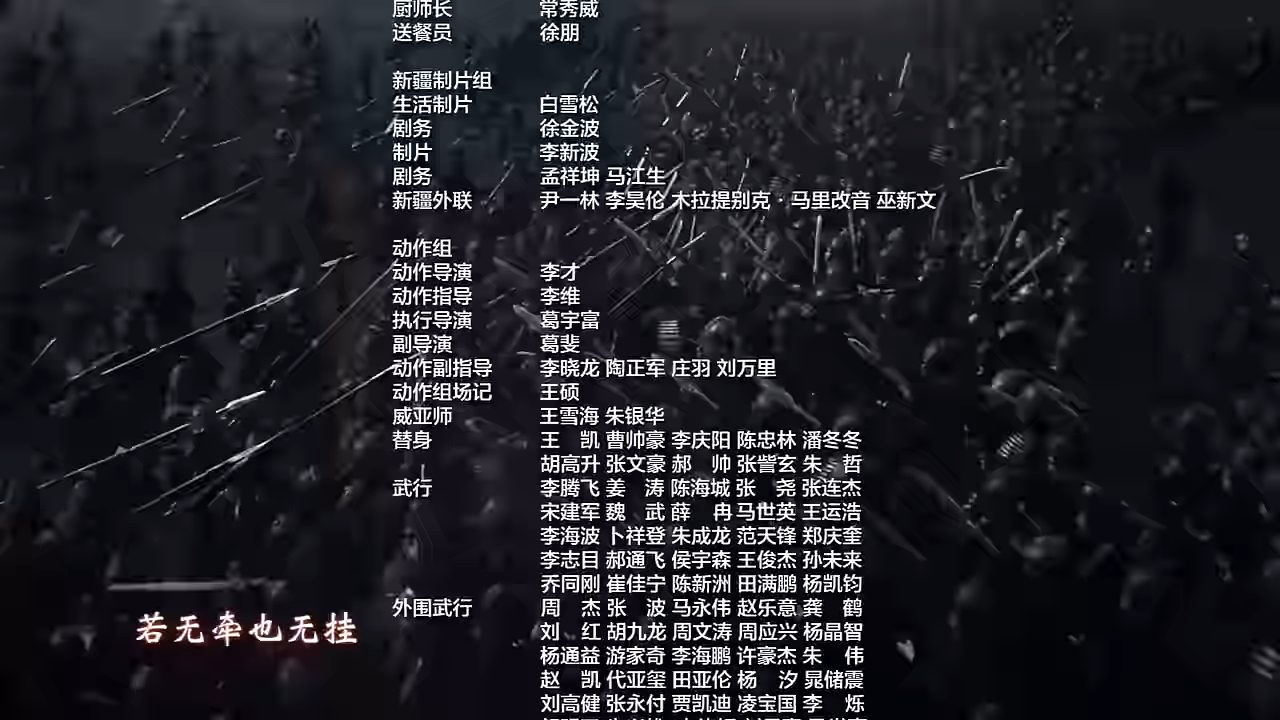 厨师长 常秀威
送餐员 徐朋
新疆制片组
生活制片 白雪松
剧务 徐金波
制片 李新波
剧务 孟祥坤 马江生
新疆外联 尹一林 李昊伦 木拉提别克·马里改音 巫新文
动作组
动作导演 李才
动作指导 李维
执行导演 葛宇富
副导演 葛斐
动作副指导 李晓龙 陶正军 庄羽 刘万里
动作组场记 王硕
威亚师 王雪海 朱银华
替身 王 凯 曹帅豪 李庆阳 陈忠林 潘冬冬
胡高升 张文豪 郝 帅 张訾玄 朱 哲
武行 李腾飞 姜 涛 陈海城 张 尧 张连杰
宋建军 魏 武 薛 冉 马世英 王运浩
李海波 卜祥登 朱成龙 范天锋 郑庆奎
李志目 郝通飞 侯宇森 王俊杰 孙未来
乔同刚 崔佳宁 陈新洲 田满鹏 杨凯钧
外围武行 周 杰 张 波 马永伟 赵乐意 龚 鹤
刘 红 胡九龙 周文涛 周应兴 杨晶智
若无牵也无挂
杨通益 游家奇 李海鹏 许豪杰 朱 伟
赵 凯 代亚玺 田亚伦 杨 汐 晁储震
刘高健 张永付 贾凯迪 凌宝国 李 烁